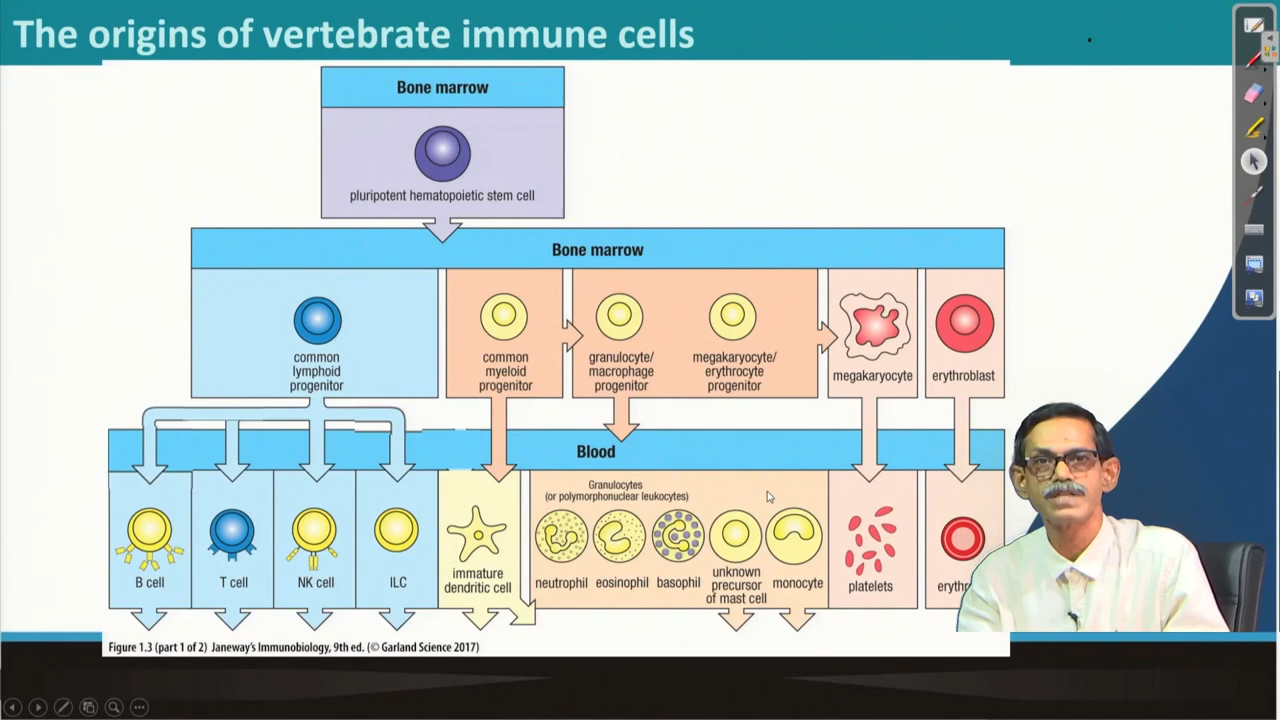 The origins of vertebrate immune cells
Bone marrow
pluripotent hematopoietic stem cell
Bone marrow
common
lymphoid
progenitor
common
myeloid
progenitor
granulocyte/
macrophage
progenitor
megakaryocyte/
erythrocyte
progenitor
megakaryocyte
erythroblast
Blood
Granulocytes
(or polymorphonuclear leukocytes)
B cell
T cell
NK cell
ILC
immature
dendritic cell
neutrophil
eosinophil
basophil
unknown
precursor
of mast cell
monocyte
platelets
Figure 1.3 (part 1 of 2) Janeway's Immunobiology, 9th ed. (© Garland Science 2017)